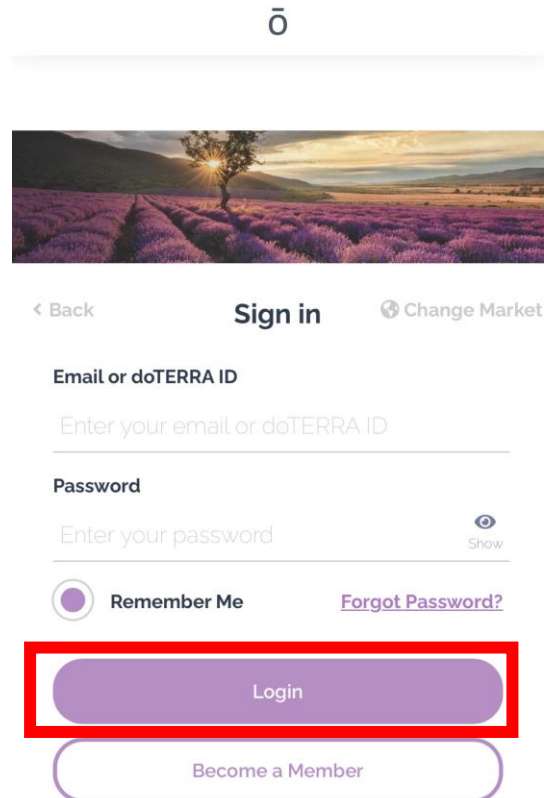 ō
Back
Sign in
Change Market
Email or doTERRA ID
Enter your email or doTERRA ID
Password
Enter your password
Show
Remember Me
Forgot Password?
Login
Become a Member